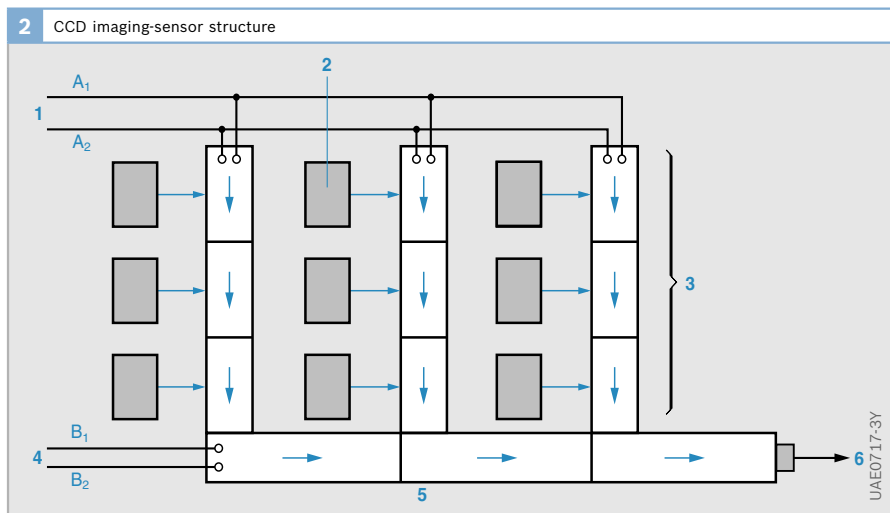 2 CCD imaging-sensor structure
2
A₁
1
A₂
3
B₁
4
B₂
5
6
UAE0717-3Y